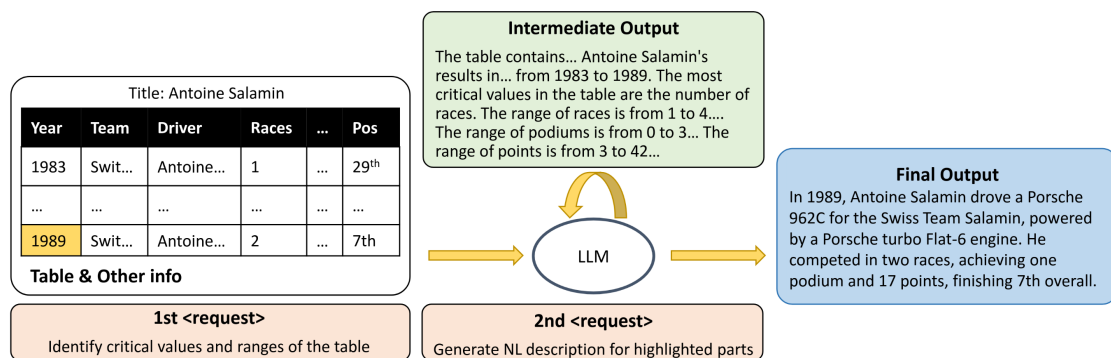 Intermediate Output
The table contains... Antoine Salamin's
results in... from 1983 to 1989. The most
critical values in the table are the number of
races. The range of races is from 1 to 4....
The range of podiums is from 0 to 3... The
range of points is from 3 to 42...
Title: Antoine Salamin
Year Team Driver Races ... Pos
1983 Swit... Antoine... 1 ... 29th
... ... ... ... ... ...
1989 Swit... Antoine... 2 ... 7th
Table & Other info
LLM
Final Output
In 1989, Antoine Salamin drove a Porsche
962C for the Swiss Team Salamin, powered
by a Porsche turbo Flat-6 engine. He
competed in two races, achieving one
podium and 17 points, finishing 7th overall.
1st <request>
Identify critical values and ranges of the table
2nd <request>
Generate NL description for highlighted parts